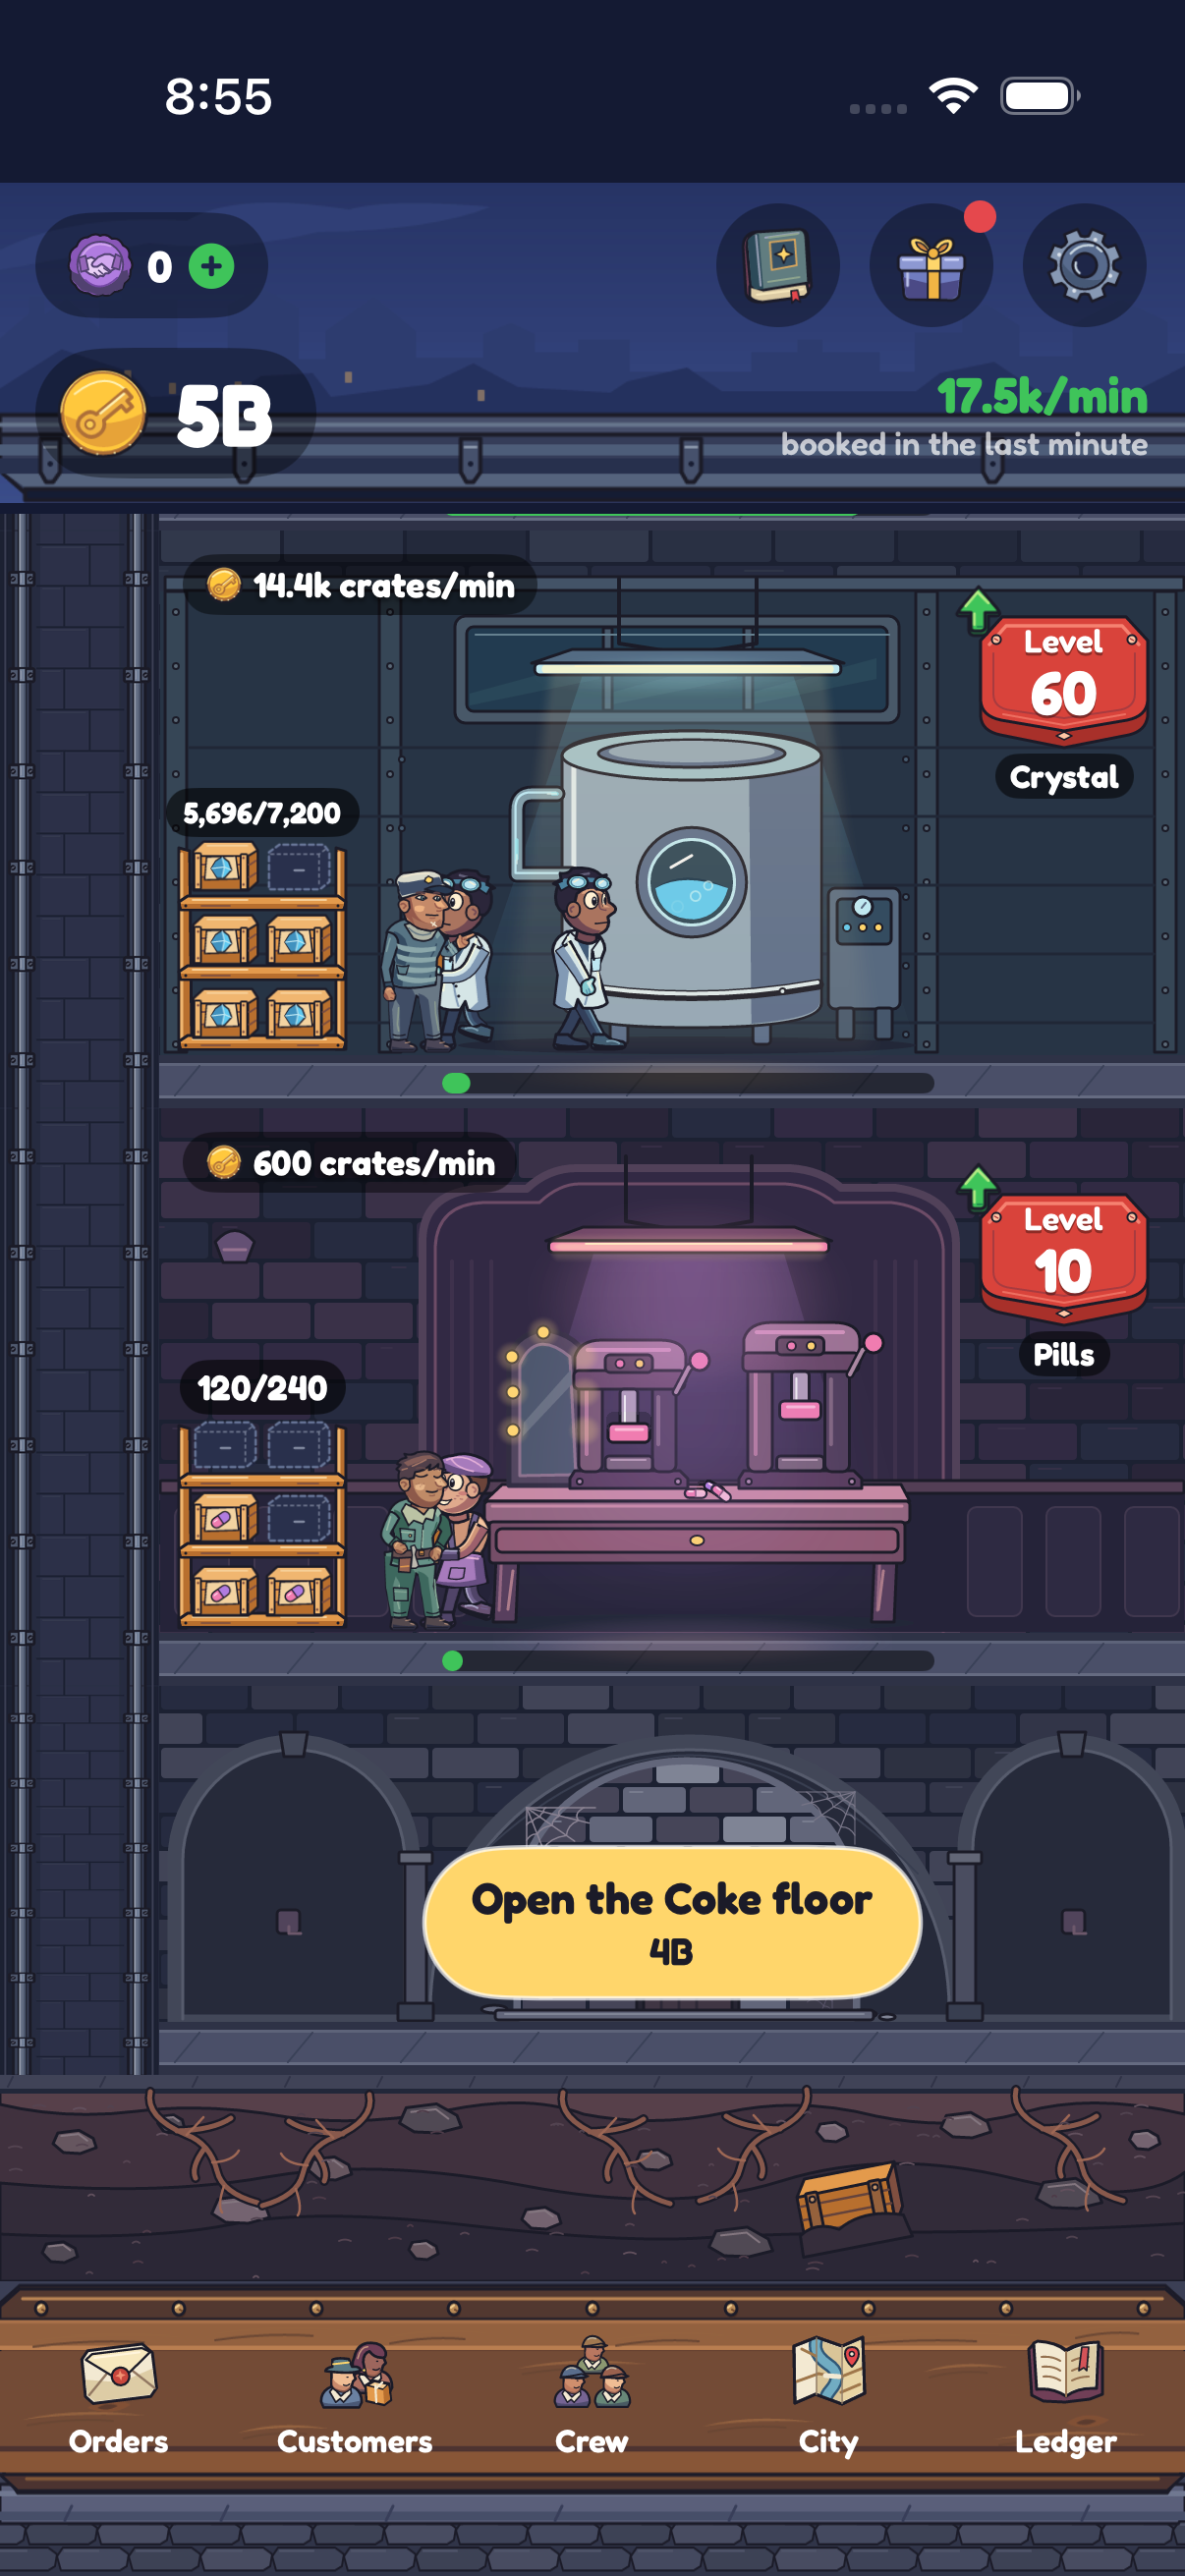 8:55
0
5B
17.5k/min
booked in the last minute
14.4k crates/min
Level
60
Crystal
5,696/7,200
600 crates/min
Level
10
Pills
120/240
Open the Coke floor
4B
Orders
Customers
Crew
City
Ledger